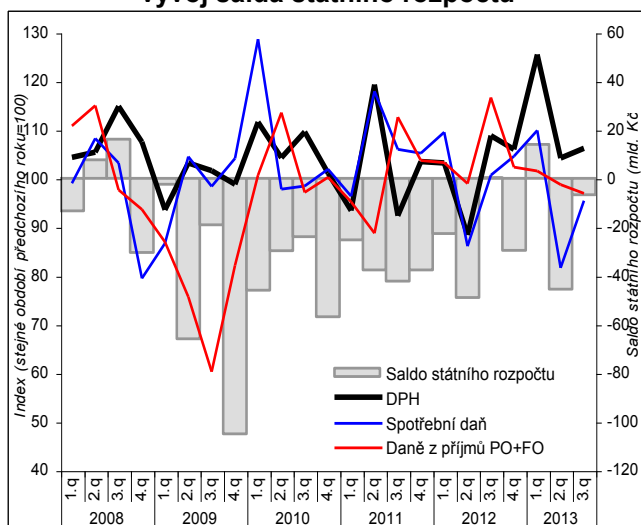 Vývoj salda státního rozpočtu
Index (stejné období předchozího roku=100)
130
120
110
100
90
80
70
60
50
40
60
40
20
0
-20
-40
-60
-80
-100
-120
Saldo státního rozpočtu (mld. Kč)
Saldo státního rozpočtu
DPH
Spotřební daň
Daně z příjmů PO+FO
1. q 2. q 3. q 4. q 1. q 2. q 3. q 4. q 1. q 2. q 3. q 4. q 1. q 2. q 3. q 4. q 1. q 2. q 3. q 4. q 1. q 2. q 3. q
2008 2009 2010 2011 2012 2013